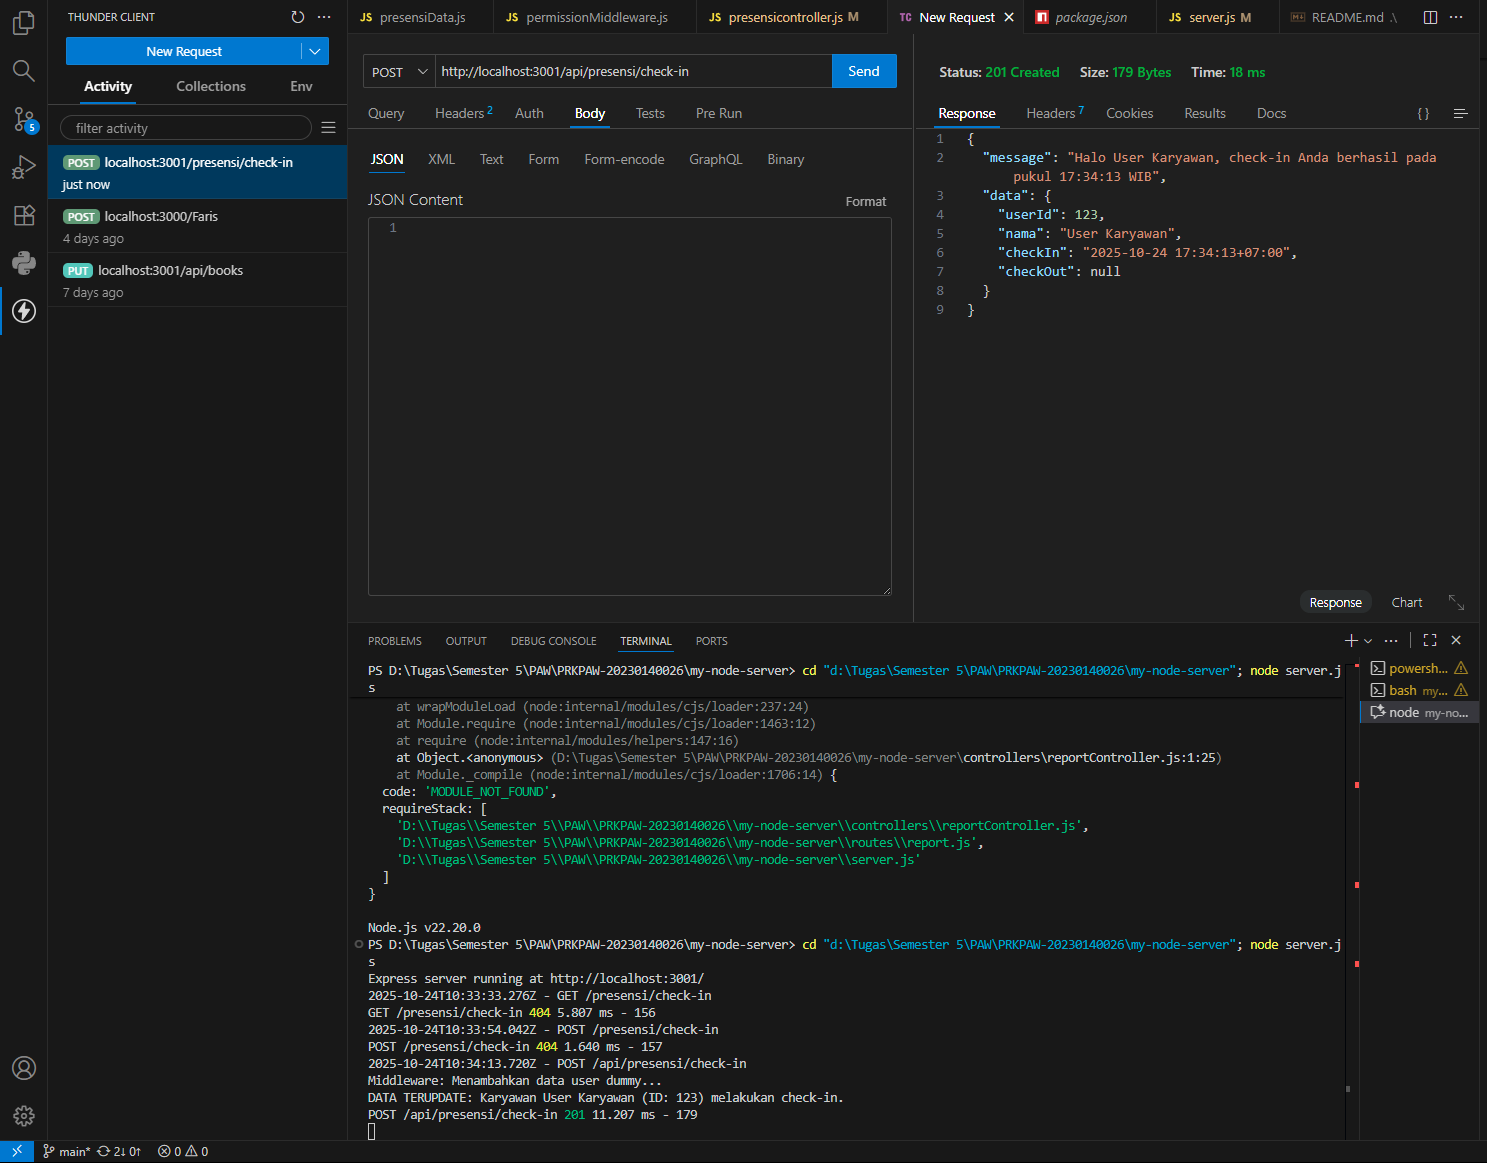 THUNDER CLIENT
New Request
Activity Collections Env
filter activity
POST localhost:3001/presensi/check-in
just now
POST localhost:3000/Faris
4 days ago
PUT localhost:3001/api/books
7 days ago
5
JS presensiData.js JS permissionMiddleware.js JS presensicontroller.js M TC New Request package.json JS server.js M README.md .\
POST http://localhost:3001/api/presensi/check-in Send
Query Headers 2 Auth Body Tests Pre Run
JSON XML Text Form Form-encode GraphQL Binary
JSON Content Format
1
Status: 201 Created Size: 179 Bytes Time: 18 ms
Response Headers 7 Cookies Results Docs { }
1 {
2 "message": "Halo User Karyawan, check-in Anda berhasil pada
pukul 17:34:13 WIB",
3 "data": {
4 "userId": 123,
5 "nama": "User Karyawan",
6 "checkIn": "2025-10-24 17:34:13+07:00",
7 "checkOut": null
8 }
9 }
Response Chart
PROBLEMS OUTPUT DEBUG CONSOLE TERMINAL PORTS
PS D:\Tugas\Semester 5\PAW\PRKPAW-20230140026\my-node-server> cd "d:\Tugas\Semester 5\PAW\PRKPAW-20230140026\my-node-server"; node server.j
s
at wrapModuleLoad (node:internal/modules/cjs/loader:237:24)
at Module.require (node:internal/modules/cjs/loader:1463:12)
at require (node:internal/modules/helpers:147:16)
at Object.<anonymous> (D:\Tugas\Semester 5\PAW\PRKPAW-20230140026\my-node-server\controllers\reportController.js:1:25)
at Module._compile (node:internal/modules/cjs/loader:1706:14) {
code: 'MODULE_NOT_FOUND',
requireStack: [
'D:\\Tugas\\Semester 5\\PAW\\PRKPAW-20230140026\\my-node-server\\controllers\\reportController.js',
'D:\\Tugas\\Semester 5\\PAW\\PRKPAW-20230140026\\my-node-server\\routes\\report.js',
'D:\\Tugas\\Semester 5\\PAW\\PRKPAW-20230140026\\my-node-server\\server.js'
]
}
Node.js v22.20.0
PS D:\Tugas\Semester 5\PAW\PRKPAW-20230140026\my-node-server> cd "d:\Tugas\Semester 5\PAW\PRKPAW-20230140026\my-node-server"; node server.j
s
Express server running at http://localhost:3001/
2025-10-24T10:33:33.276Z - GET /presensi/check-in
GET /presensi/check-in 404 5.807 ms - 156
2025-10-24T10:33:54.042Z - POST /presensi/check-in
POST /presensi/check-in 404 1.640 ms - 157
2025-10-24T10:34:13.720Z - POST /api/presensi/check-in
Middleware: Menambahkan data user dummy...
DATA TERUPDATE: Karyawan User Karyawan (ID: 123) melakukan check-in.
POST /api/presensi/check-in 201 11.207 ms - 179
powersh...
bash my...
node my-no...
main* 2↓ 0↑ 0 0